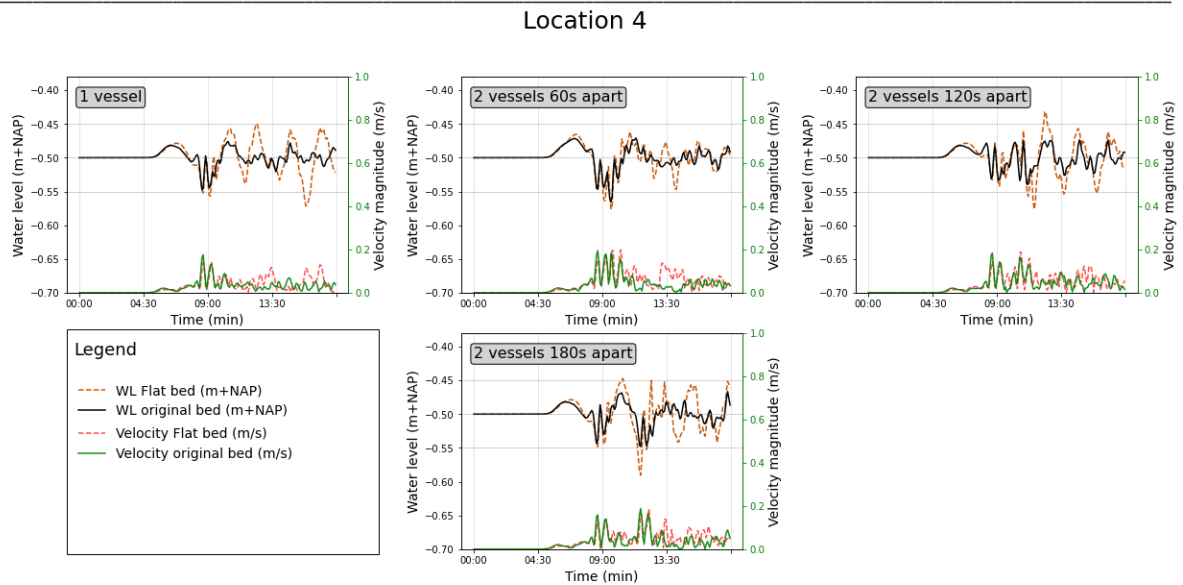 Location 4
1 vessel
−0.40
−0.45
−0.50
−0.55
−0.60
−0.65
−0.70
Water level (m+NAP)
00:00 04:30 09:00 13:30
Time (min)
1.0
0.8
0.6
0.4
0.2
0.0
Velocity magnitude (m/s)
2 vessels 60s apart
−0.40
−0.45
−0.50
−0.55
−0.60
−0.65
−0.70
Water level (m+NAP)
00:00 04:30 09:00 13:30
Time (min)
1.0
0.8
0.6
0.4
0.2
0.0
Velocity magnitude (m/s)
2 vessels 120s apart
−0.40
−0.45
−0.50
−0.55
−0.60
−0.65
−0.70
Water level (m+NAP)
00:00 04:30 09:00 13:30
Time (min)
1.0
0.8
0.6
0.4
0.2
0.0
Velocity magnitude (m/s)
Legend
WL Flat bed (m+NAP)
WL original bed (m+NAP)
Velocity Flat bed (m/s)
Velocity original bed (m/s)
2 vessels 180s apart
−0.40
−0.45
−0.50
−0.55
−0.60
−0.65
−0.70
Water level (m+NAP)
00:00 04:30 09:00 13:30
Time (min)
1.0
0.8
0.6
0.4
0.2
0.0
Velocity magnitude (m/s)